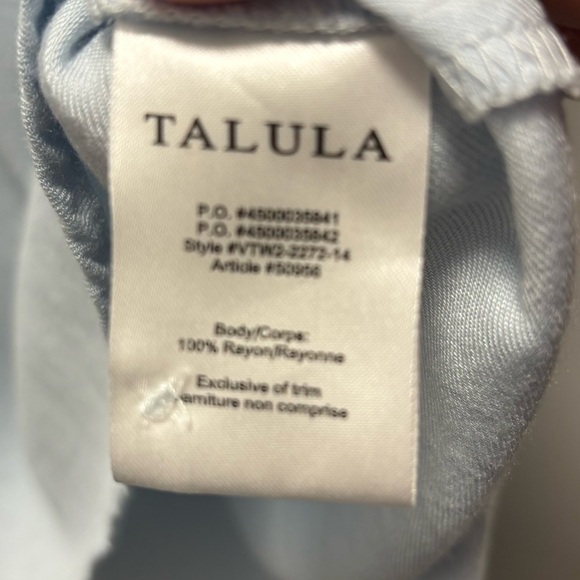 TALULA
P.O. #4500035841
P.O. #4500035842
Style #VTW2-2272-14
Article #50956
Body/Corps:
100% Rayon/Rayonne
Exclusive of trim
non comprise